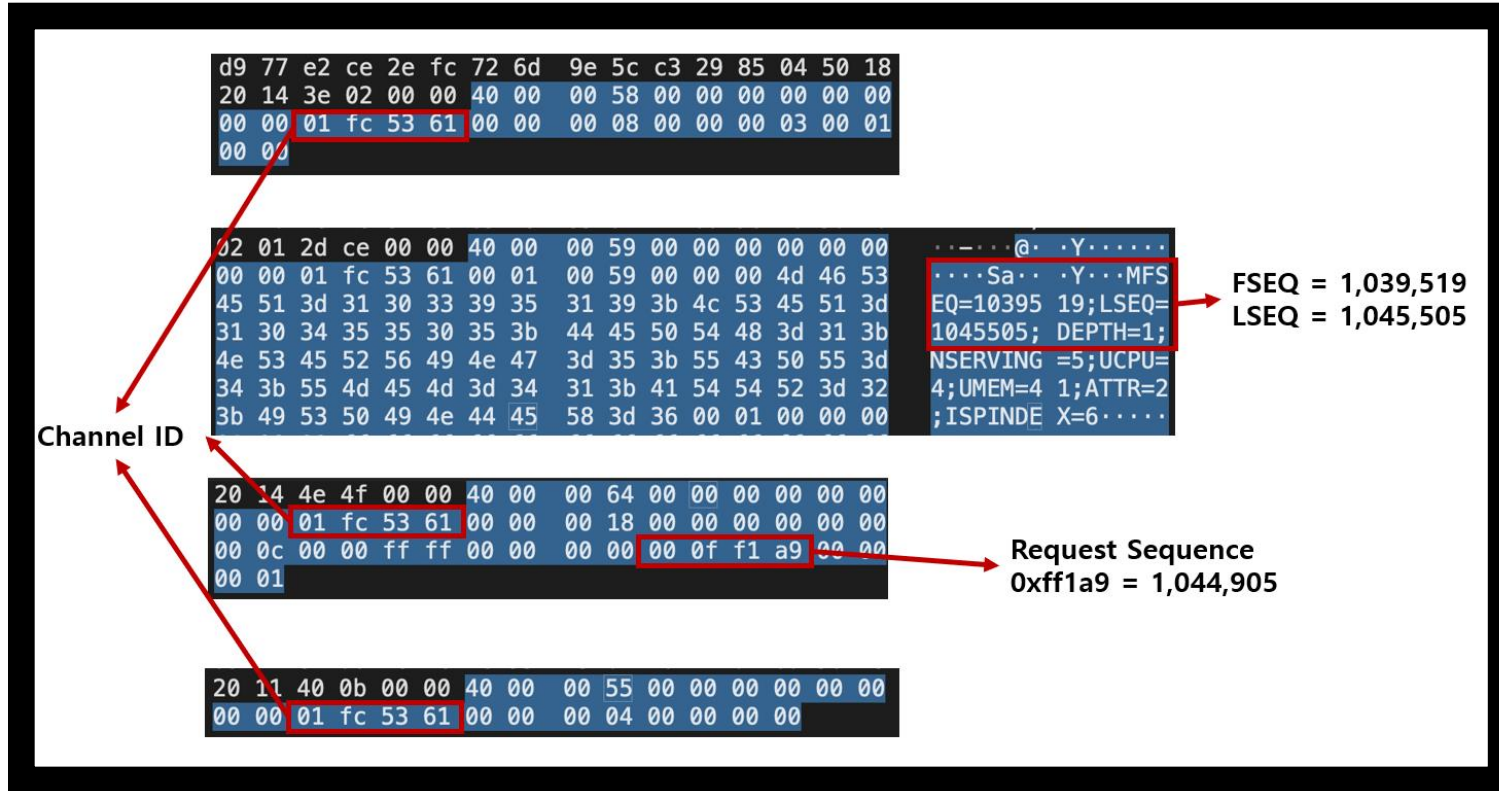 d9 77 e2 ce 2e fc 72 6d 9e 5c c3 29 85 04 50 18
20 14 3e 02 00 00 40 00 00 58 00 00 00 00 00 00
00 00 01 fc 53 61 00 00 00 08 00 00 00 03 00 01
00 00
02 01 2d ce 00 00 40 00 00 59 00 00 00 00 00 00 ··–···@· ·Y······
00 00 01 fc 53 61 00 01 00 59 00 00 00 4d 46 53 ····Sa·· ·Y···MFS
45 51 3d 31 30 33 39 35 31 39 3b 4c 53 45 51 3d EQ=10395 19;LSEQ=
31 30 34 35 35 30 35 3b 44 45 50 54 48 3d 31 3b 1045505; DEPTH=1;
4e 53 45 52 56 49 4e 47 3d 35 3b 55 43 50 55 3d NSERVING =5;UCPU=
34 3b 55 4d 45 4d 3d 34 31 3b 41 54 54 52 3d 32 4;UMEM=4 1;ATTR=2
3b 49 53 50 49 4e 44 45 58 3d 36 00 01 00 00 00 ;ISPINDE X=6·····
FSEQ = 1,039,519
LSEQ = 1,045,505
Channel ID
20 14 4e 4f 00 00 40 00 00 64 00 00 00 00 00 00
00 00 01 fc 53 61 00 00 00 18 00 00 00 00 00 00
00 0c 00 00 ff ff 00 00 00 00 00 0f f1 a9 00 00
00 01
Request Sequence
0xff1a9 = 1,044,905
20 11 40 0b 00 00 40 00 00 55 00 00 00 00 00 00
00 00 01 fc 53 61 00 00 00 04 00 00 00 00